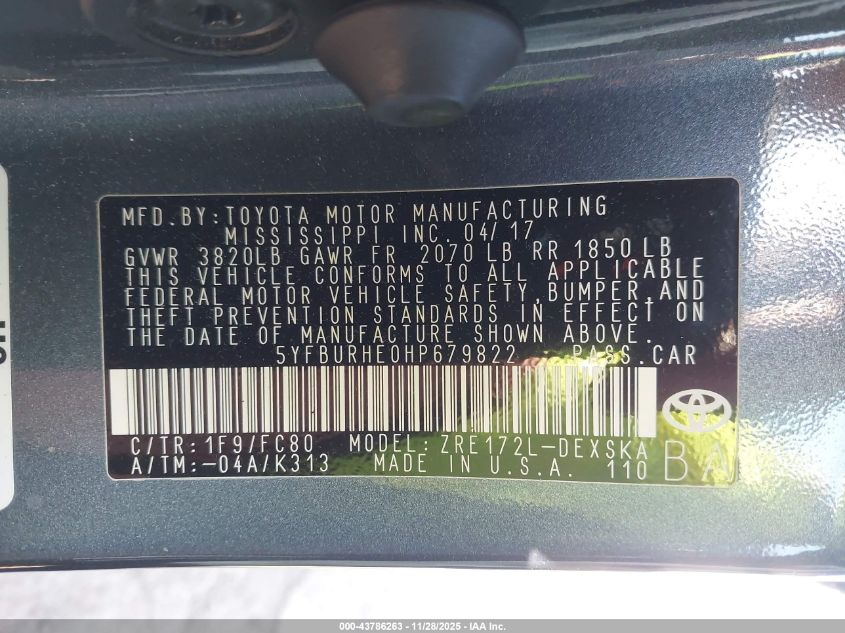 MFD.BY:TOYOTA MOTOR MANUFACTURING
MISSISSIPPI INC. 04/17
GVWR 3820LB GAWR FR 2070 LB RR 1850 LB
THIS VEHICLE CONFORMS TO ALL APPLICABLE
FEDERAL MOTOR VEHICLE SAFETY,BUMPER,AND
THEFT PREVENTION STANDARDS IN EFFECT ON
THE DATE OF MANUFACTURE SHOWN ABOVE.
5YFBURHE0HP679822 PASS.CAR
C/TR:1F9/FC80 MODEL:ZRE172L-DEXSKA
A/TM:-04A/K313 MADE IN U.S.A. 110
BA
000-43786263 - 11/28/2025 - IAA Inc.